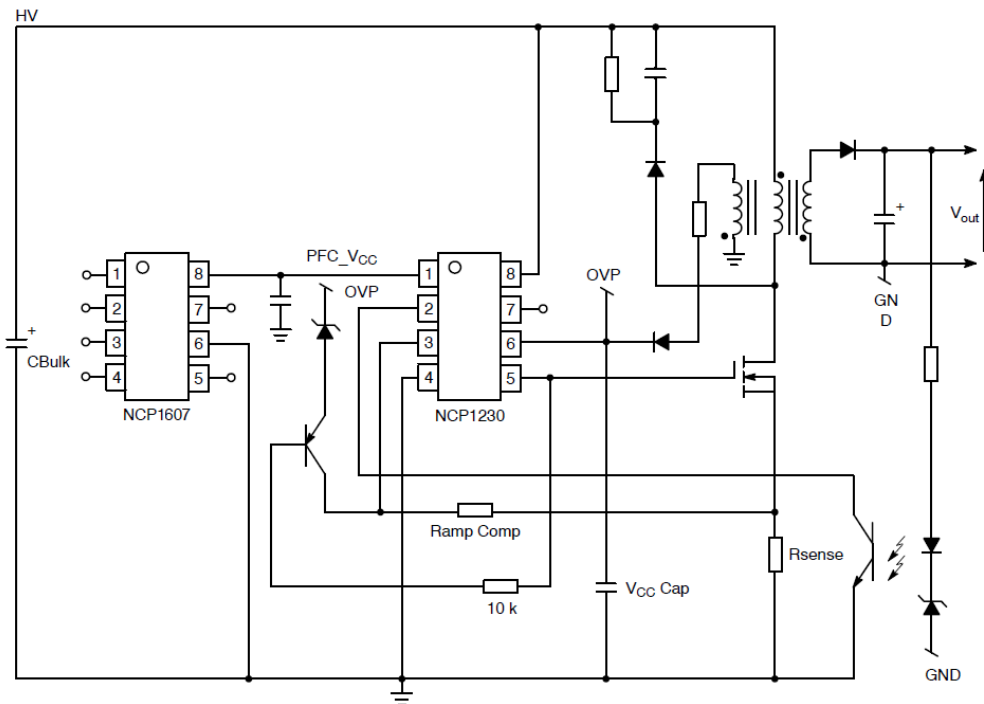 HV
PFC_VCC
OVP
OVP
Vout
GN
D
1
2
3
4
8
7
6
5
1
2
3
4
8
7
6
5
+
CBulk
+
NCP1607
NCP1230
Ramp Comp
10 k
VCC Cap
Rsense
GND